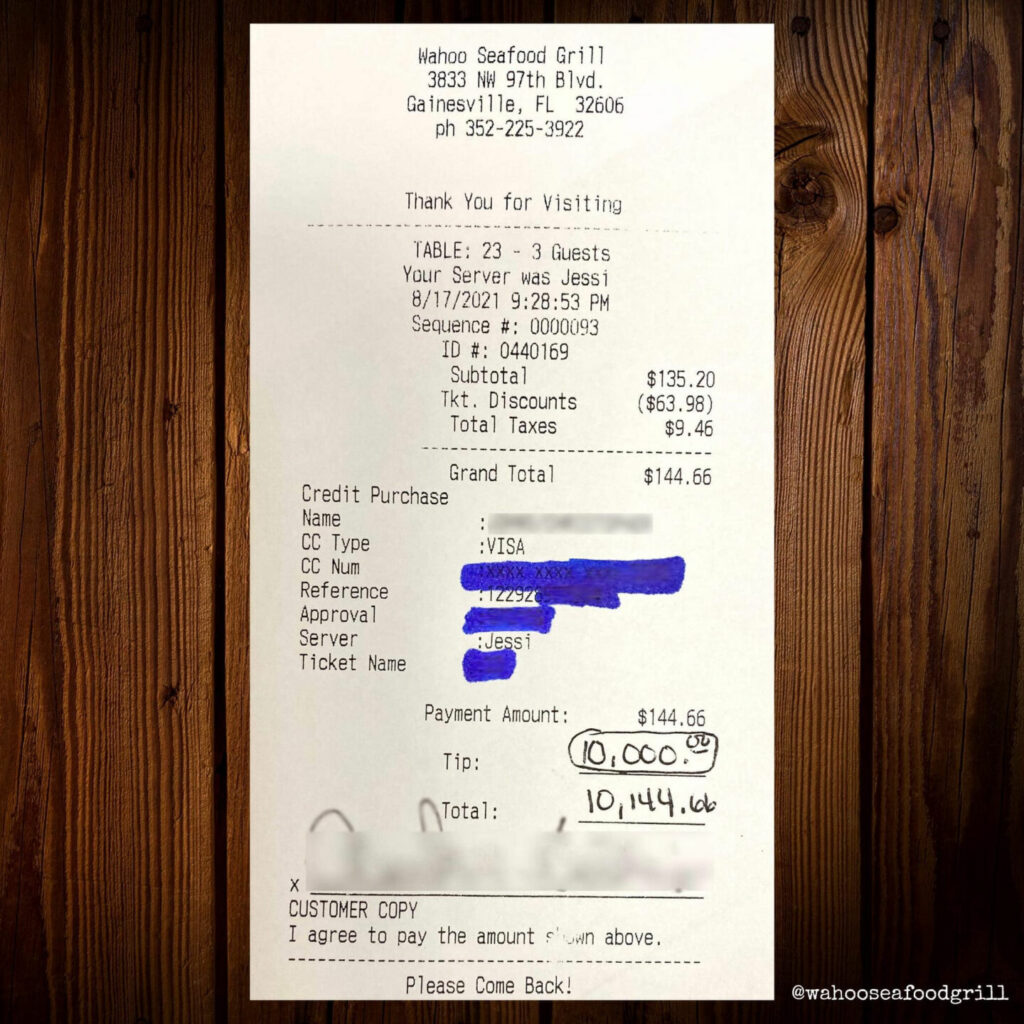 Wahoo Seafood Grill
3833 NW 97th Blvd.
Gainesville, FL 32606
ph 352-225-3922
Thank You for Visiting
TABLE: 23 - 3 Guests
Your Server was Jessi
8/17/2021 9:28:53 PM
Sequence #: 0000093
ID #: 0440169
Subtotal $135.20
Tkt. Discounts ($63.98)
Total Taxes $9.46
Grand Total $144.66
Credit Purchase
Name :
CC Type :VISA
CC Num :XXXX XXXX
Reference :
Approval
Server :Jessi
Ticket Name
Payment Amount: $144.66
Tip: 10,000.00
Total: 10,144.66
X
CUSTOMER COPY
I agree to pay the amount shown above.
Please Come Back!
@wahooseafoodgrill